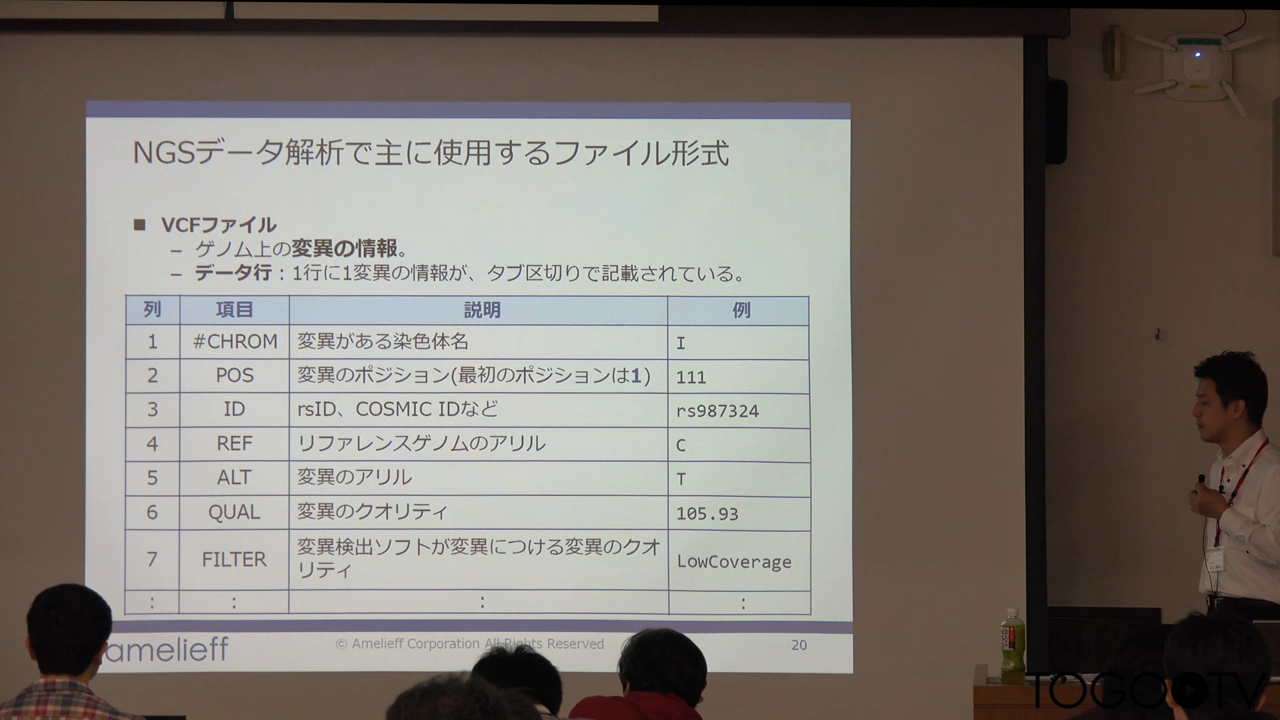 NGSデータ解析で主に使用するファイル形式
■ VCFファイル
– ゲノム上の変異の情報。
– データ行：1行に1変異の情報が、タブ区切りで記載されている。
列 項目 説明 例
1 #CHROM 変異がある染色体名 I
2 POS 変異のポジション(最初のポジションは1) 111
3 ID rsID、COSMIC IDなど rs987324
4 REF リファレンスゲノムのアリル C
5 ALT 変異のアリル T
6 QUAL 変異のクオリティ 105.93
7 FILTER 変異検出ソフトが変異につける変異のクオ
リティ LowCoverage
: : : :
amelieff © Amelieff Corporation All Rights Reserved 20
TOGOTV